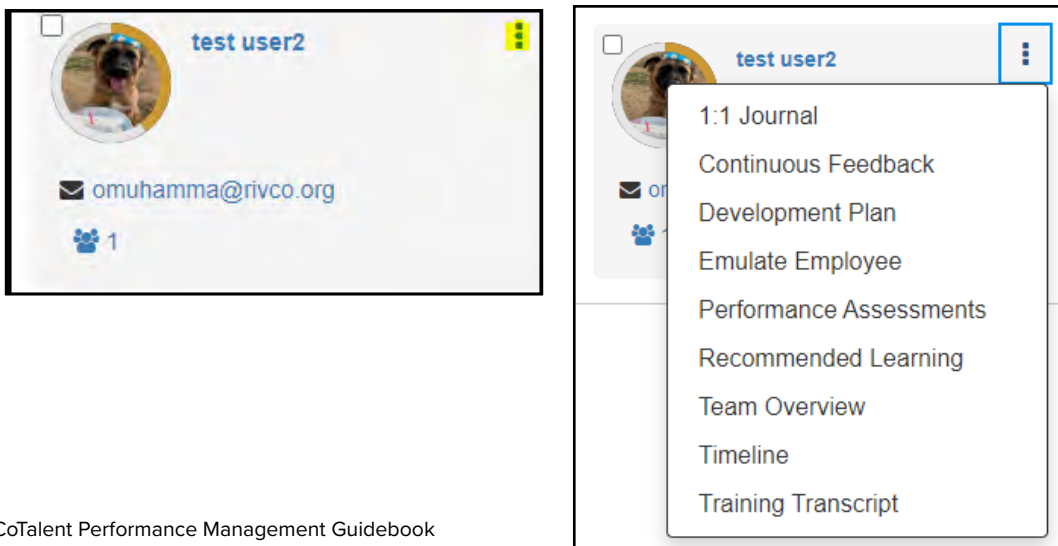 test user2
omuhamma@rivco.org
1
test user2
1:1 Journal
Continuous Feedback
Development Plan
Emulate Employee
Performance Assessments
Recommended Learning
Team Overview
Timeline
Training Transcript
CoTalent Performance Management Guidebook